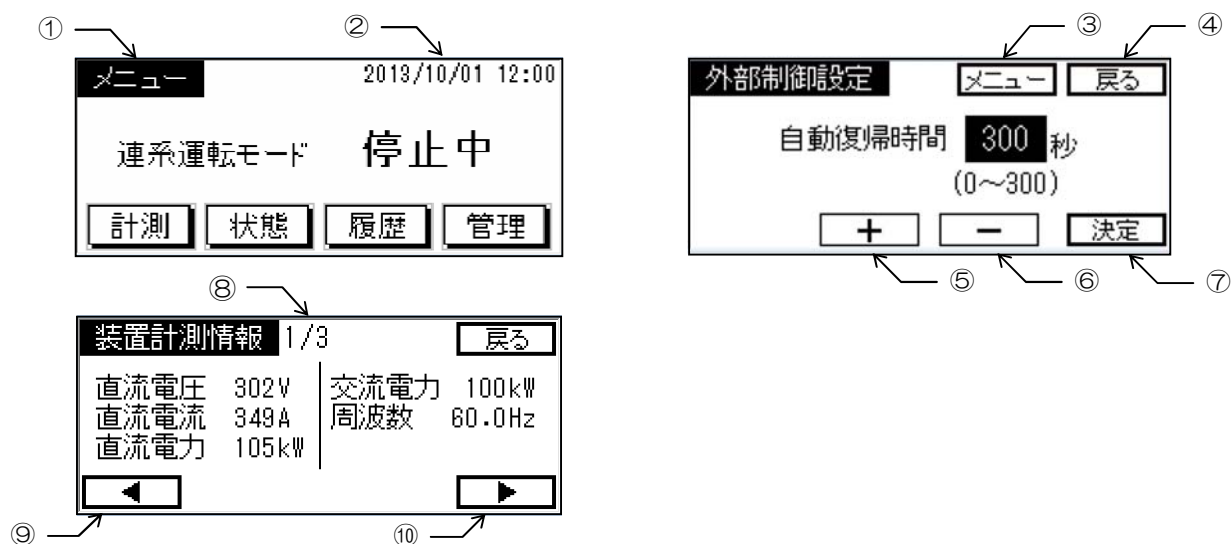 ① ② ③ ④
メニュー 2013/10/01 12:00
連系運転モード 停止中
計測 状態 履歴 管理
外部制御設定 メニュー 戻る
自動復帰時間 300 秒
(0～300)
＋ － 決定
⑤ ⑥ ⑦
⑧
装置計測情報 1/3 戻る
直流電圧 302V 交流電力 100kW
直流電流 349A 周波数 60.0Hz
直流電力 105kW
◀ ▶
⑨ ⑩